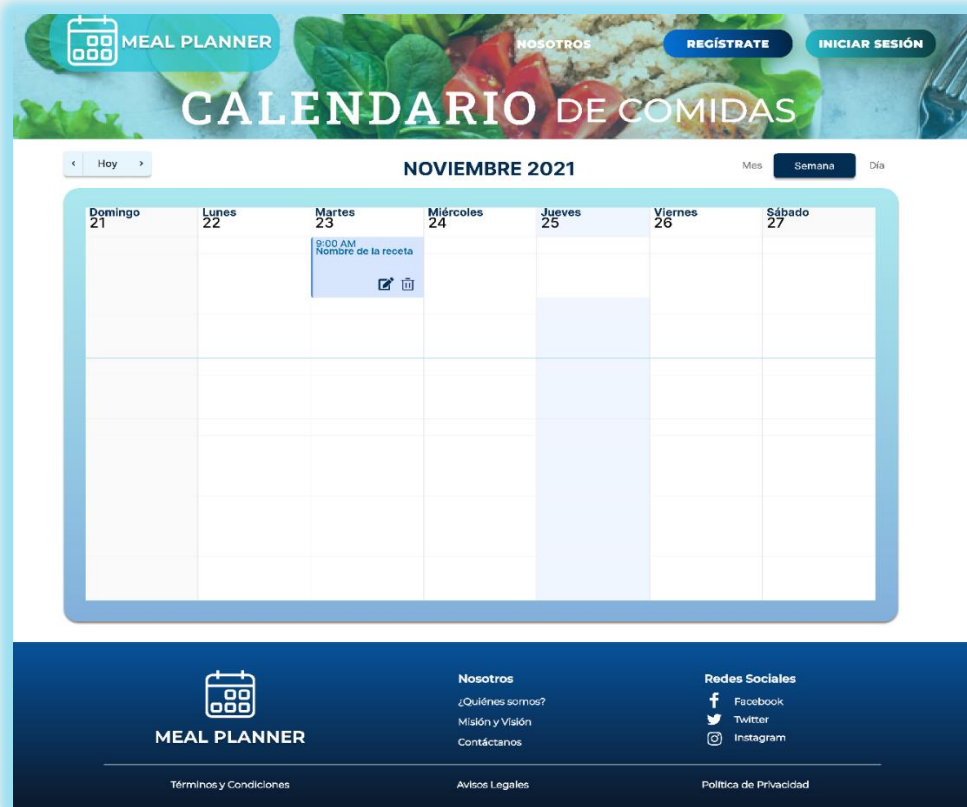 MEAL PLANNER
NOSOTROS
REGÍSTRATE
INICIAR SESIÓN
CALENDARIO DE COMIDAS
‹ Hoy ›
NOVIEMBRE 2021
Mes Semana Día
Domingo Lunes Martes Miércoles Jueves Viernes Sábado
21 22 23 24 25 26 27
9:00 AM
Nombre de la receta
MEAL PLANNER
Nosotros
¿Quiénes somos?
Misión y Visión
Contáctanos
Redes Sociales
Facebook
Twitter
Instagram
Términos y Condiciones
Avisos Legales
Política de Privacidad